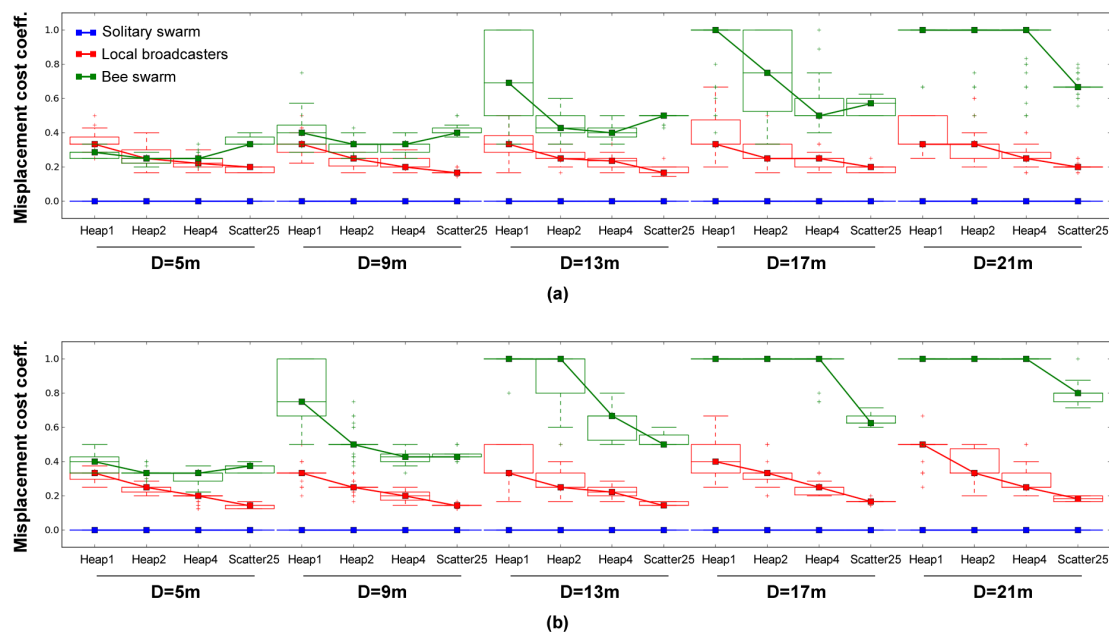 (a)
Misplacement cost coeff.
1.0
0.8
0.6
0.4
0.2
0.0
Solitary swarm
Local broadcasters
Bee swarm
Heap1 Heap2 Heap4 Scatter25 Heap1 Heap2 Heap4 Scatter25 Heap1 Heap2 Heap4 Scatter25 Heap1 Heap2 Heap4 Scatter25 Heap1 Heap2 Heap4 Scatter25
D=5m D=9m D=13m D=17m D=21m
(a)
Misplacement cost coeff.
1.0
0.8
0.6
0.4
0.2
0.0
Heap1 Heap2 Heap4 Scatter25 Heap1 Heap2 Heap4 Scatter25 Heap1 Heap2 Heap4 Scatter25 Heap1 Heap2 Heap4 Scatter25 Heap1 Heap2 Heap4 Scatter25
D=5m D=9m D=13m D=17m D=21m
(b)